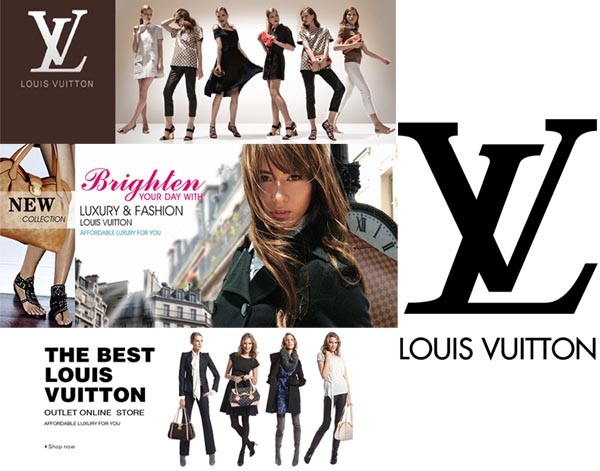 LV
LOUIS VUITTON
NEW
COLLECTION
Brighten
YOUR DAY WITH
LUXURY & FASHION
LOUIS VUITTON
AFFORDABLE LUXURY FOR YOU
THE BEST
LOUIS
VUITTON
OUTLET ONLINE STORE
AFFORDABLE LUXURY FOR YOU
Shop now
LV
LOUIS VUITTON